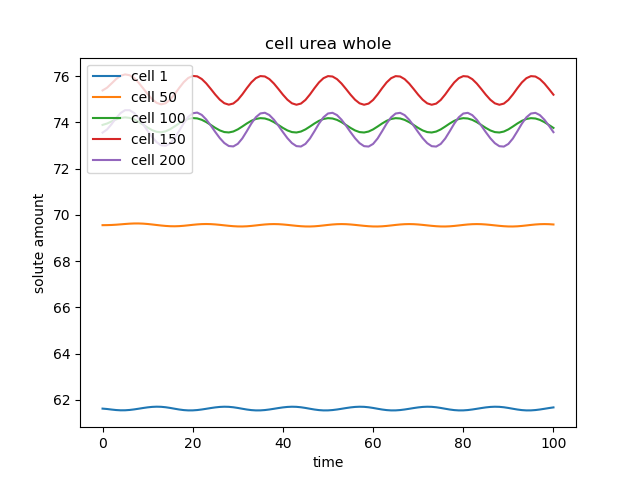 cell urea whole
cell 1
cell 50
cell 100
cell 150
cell 200
76
74
72
70
68
66
64
62
solute amount
0 20 40 60 80 100
time